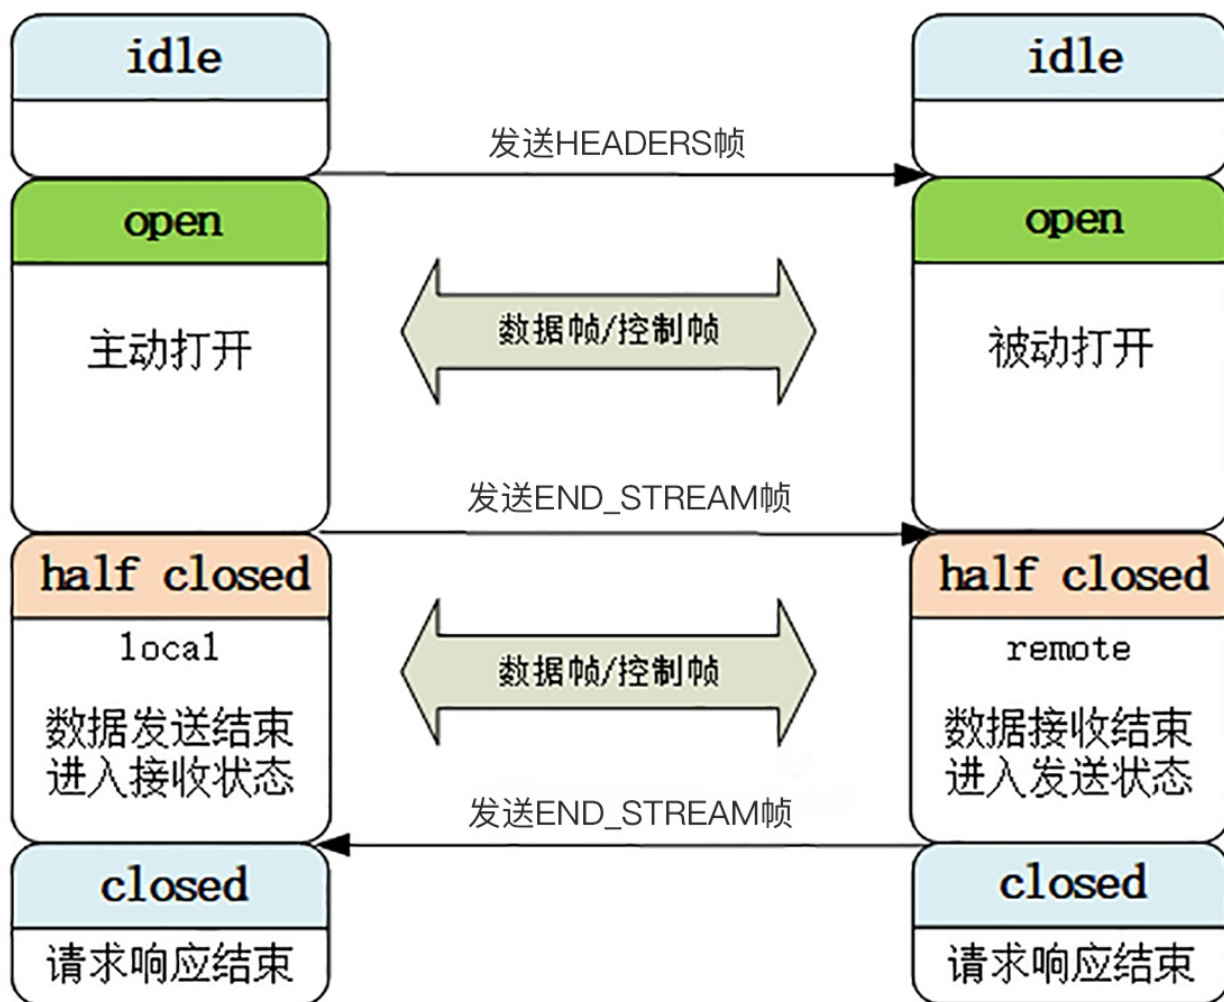 idle
idle
发送HEADERS帧
open
open
主动打开
数据帧/控制帧
被动打开
发送END_STREAM帧
half closed
half closed
local
remote
数据帧/控制帧
数据发送结束
进入接收状态
数据接收结束
进入发送状态
发送END_STREAM帧
closed
closed
请求响应结束
请求响应结束